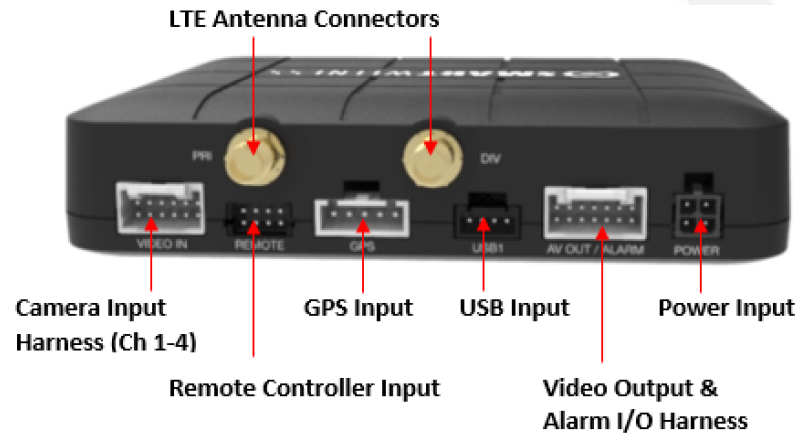 LTE Antenna Connectors
SMARTWITNESS
PRI
DIV
VIDEO IN
REMOTE
GPS
USB1
AV OUT / ALARM
POWER
Camera Input
Harness (Ch 1-4)
GPS Input
USB Input
Power Input
Remote Controller Input
Video Output &
Alarm I/O Harness